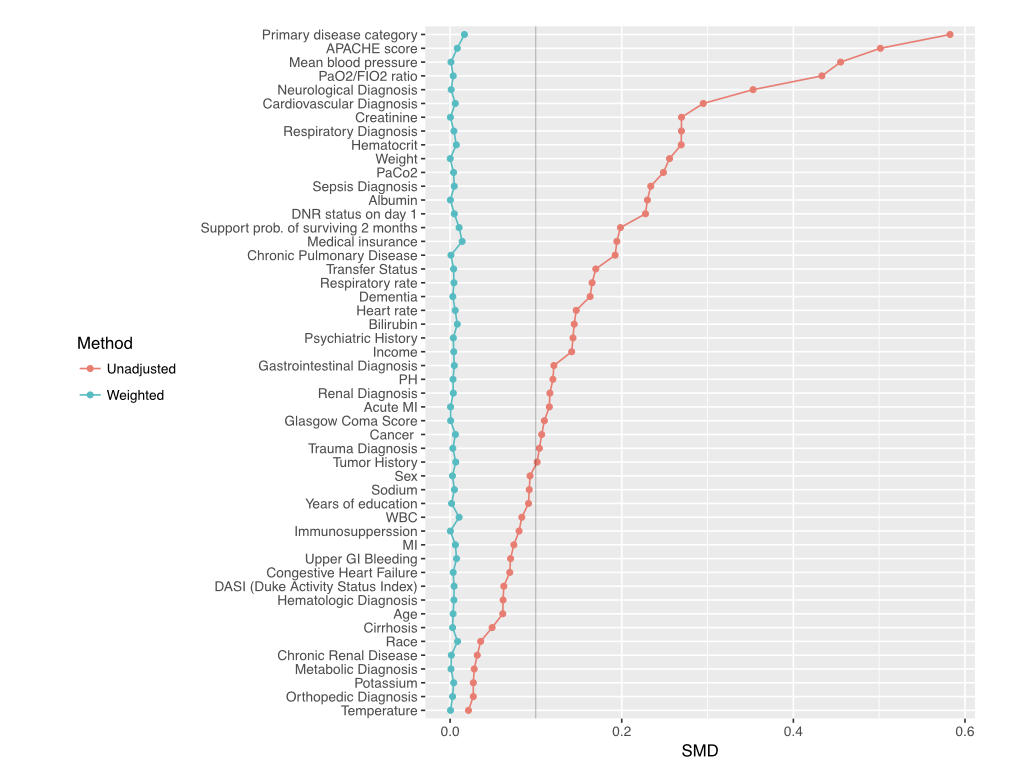 Primary disease category
APACHE score
Mean blood pressure
PaO2/FIO2 ratio
Neurological Diagnosis
Cardiovascular Diagnosis
Creatinine
Respiratory Diagnosis
Hematocrit
Weight
PaCo2
Sepsis Diagnosis
Albumin
DNR status on day 1
Support prob. of surviving 2 months
Medical insurance
Chronic Pulmonary Disease
Transfer Status
Respiratory rate
Dementia
Heart rate
Bilirubin
Psychiatric History
Income
Gastrointestinal Diagnosis
PH
Renal Diagnosis
Acute MI
Glasgow Coma Score
Cancer
Trauma Diagnosis
Tumor History
Sex
Sodium
Years of education
WBC
Immunosupperssion
MI
Upper GI Bleeding
Congestive Heart Failure
DASI (Duke Activity Status Index)
Hematologic Diagnosis
Age
Cirrhosis
Race
Chronic Renal Disease
Metabolic Diagnosis
Potassium
Orthopedic Diagnosis
Temperature
0.0 0.2 0.4 0.6
SMD
Method
Unadjusted
Weighted